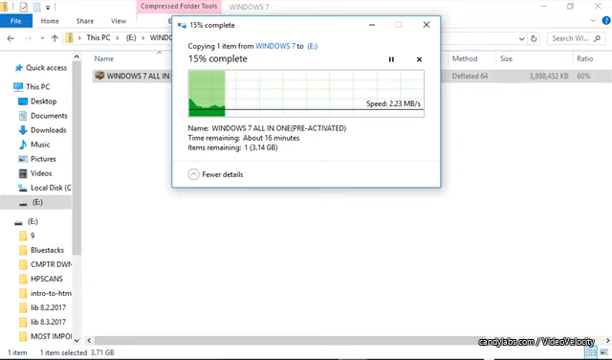 Compressed Folder Tools
WINDOWS 7
File
Home
Share
View
Extract
This PC
(E:)
Search WI...
Name
Method
Size
Ratio
Quick access
WINDOWS 7 ALL IN
Deflated 64
3,898,432 KB
60%
This PC
Desktop
Documents
Downloads
Music
Pictures
Videos
Local Disk (C
(E:)
(E:)
9
Bluestacks
CMPTR DWN
HPSCANS
intro-to-htm
lib 8.2.2017
lib 8.3.2017
MOST IMPO
1 item
1 item selected 3.71 GB
15% complete
Copying 1 item from WINDOWS 7 to (E:)
15% complete
Speed: 2.23 MB/s
Name: WINDOWS 7 ALL IN ONE(PRE-ACTIVATED)
Time remaining: About 16 minutes
Items remaining: 1 (3.14 GB)
Fewer details
candylabs.com / VideoVelocity